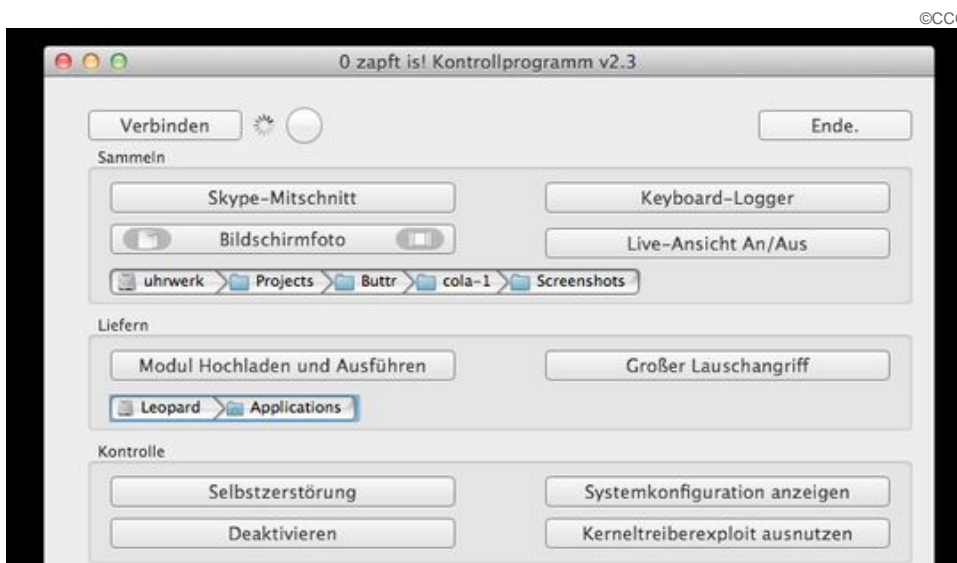 ©CC
0 zapft is! Kontrollprogramm v2.3
Verbinden Ende.
Sammeln
Skype-Mitschnitt Keyboard-Logger
Bildschirmfoto Live-Ansicht An/Aus
uhrwerk Projects Buttr cola-1 Screenshots
Liefern
Modul Hochladen und Ausführen Großer Lauschangriff
Leopard Applications
Kontrolle
Selbstzerstörung Systemkonfiguration anzeigen
Deaktivieren Kerneltreiberexploit ausnutzen